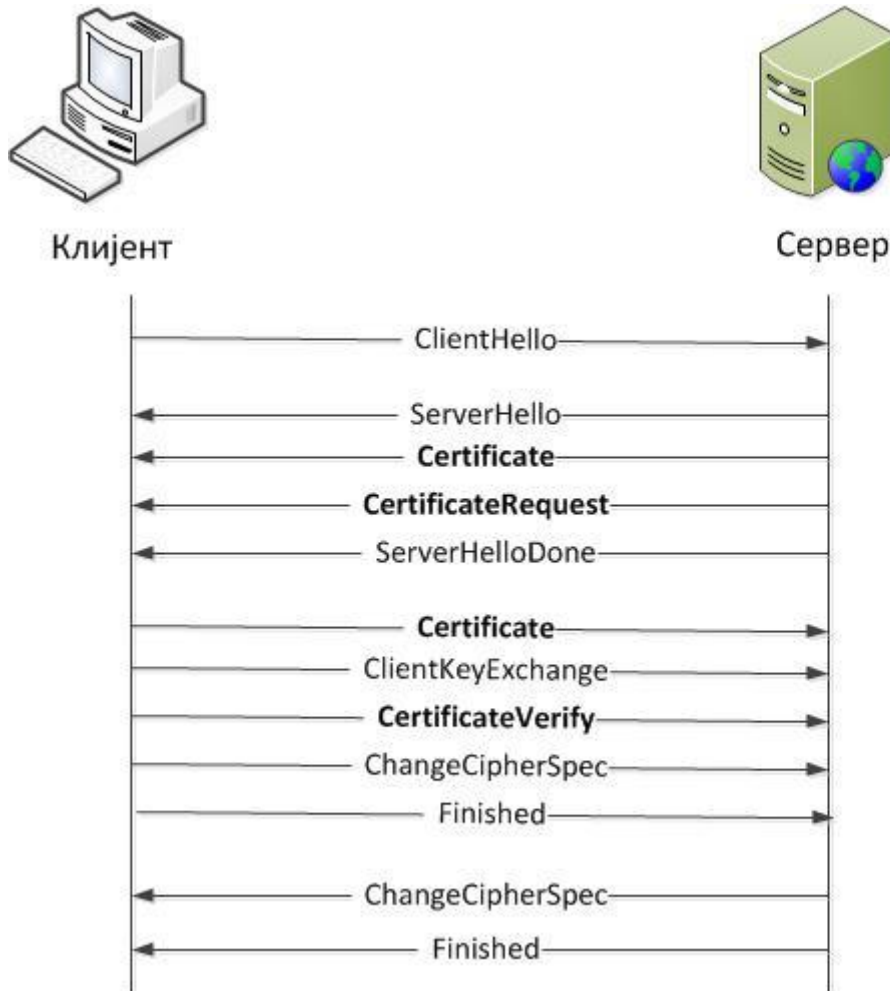 Клијент
Сервер
ClientHello
ServerHello
Certificate
CertificateRequest
ServerHelloDone
Certificate
ClientKeyExchange
CertificateVerify
ChangeCipherSpec
Finished
ChangeCipherSpec
Finished